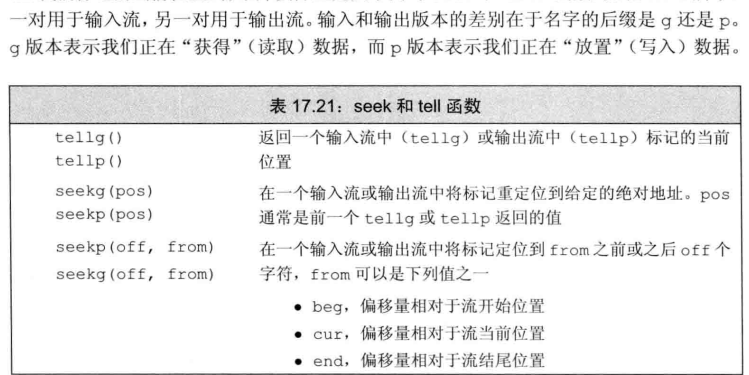 一对用于输入流,另一对用于输出流。输入和输出版本的差别在于名字的后缀是 g 还是 p。
g 版本表示我们正在“获得”(读取)数据,而 p 版本表示我们正在“放置”(写入)数据。
表 17.21:seek 和 tell 函数
tellg() 返回一个输入流中(tellg)或输出流中(tellp)标记的当前
tellp() 位置
seekg(pos) 在一个输入流或输出流中将标记重定位到给定的绝对地址。pos
seekp(pos) 通常是前一个 tellg 或 tellp 返回的值
seekp(off, from) 在一个输入流或输出流中将标记定位到 from 之前或之后 off 个
seekg(off, from) 字符,from 可以是下列值之一
• beg,偏移量相对于流开始位置
• cur,偏移量相对于流当前位置
• end,偏移量相对于流结尾位置